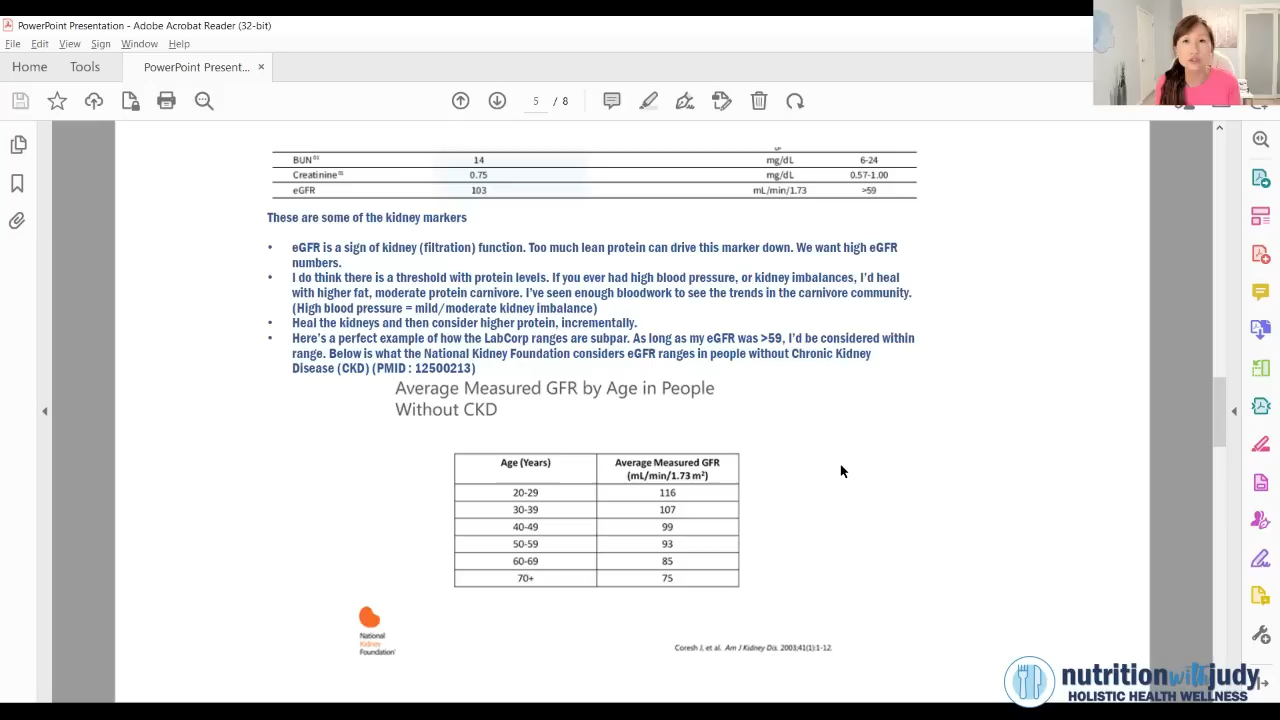 PowerPoint Presentation - Adobe Acrobat Reader (32-bit)
File Edit View Sign Window Help
Home Tools PowerPoint Present... ×
5 / 8
BUN 01 14 mg/dL 6-24
Creatinine 01 0.75 mg/dL 0.57-1.00
eGFR 103 mL/min/1.73 >59
These are some of the kidney markers
• eGFR is a sign of kidney (filtration) function. Too much lean protein can drive this marker down. We want high eGFR
numbers.
• I do think there is a threshold with protein levels. If you ever had high blood pressure, or kidney imbalances, I'd heal
with higher fat, moderate protein carnivore. I've seen enough bloodwork to see the trends in the carnivore community.
(High blood pressure = mild/moderate kidney imbalance)
• Heal the kidneys and then consider higher protein, incrementally.
• Here's a perfect example of how the LabCorp ranges are subpar. As long as my eGFR was >59, I'd be considered within
range. Below is what the National Kidney Foundation considers eGFR ranges in people without Chronic Kidney
Disease (CKD) (PMID : 12500213)
Average Measured GFR by Age in People
Without CKD
Age (Years) Average Measured GFR
(mL/min/1.73 m²)
20-29 116
30-39 107
40-49 99
50-59 93
60-69 85
70+ 75
National
Kidney
Foundation
Coresh J, et al. Am J Kidney Dis. 2003;41(1):1-12.
nutritionwithjudy
HOLISTIC HEALTH WELLNESS